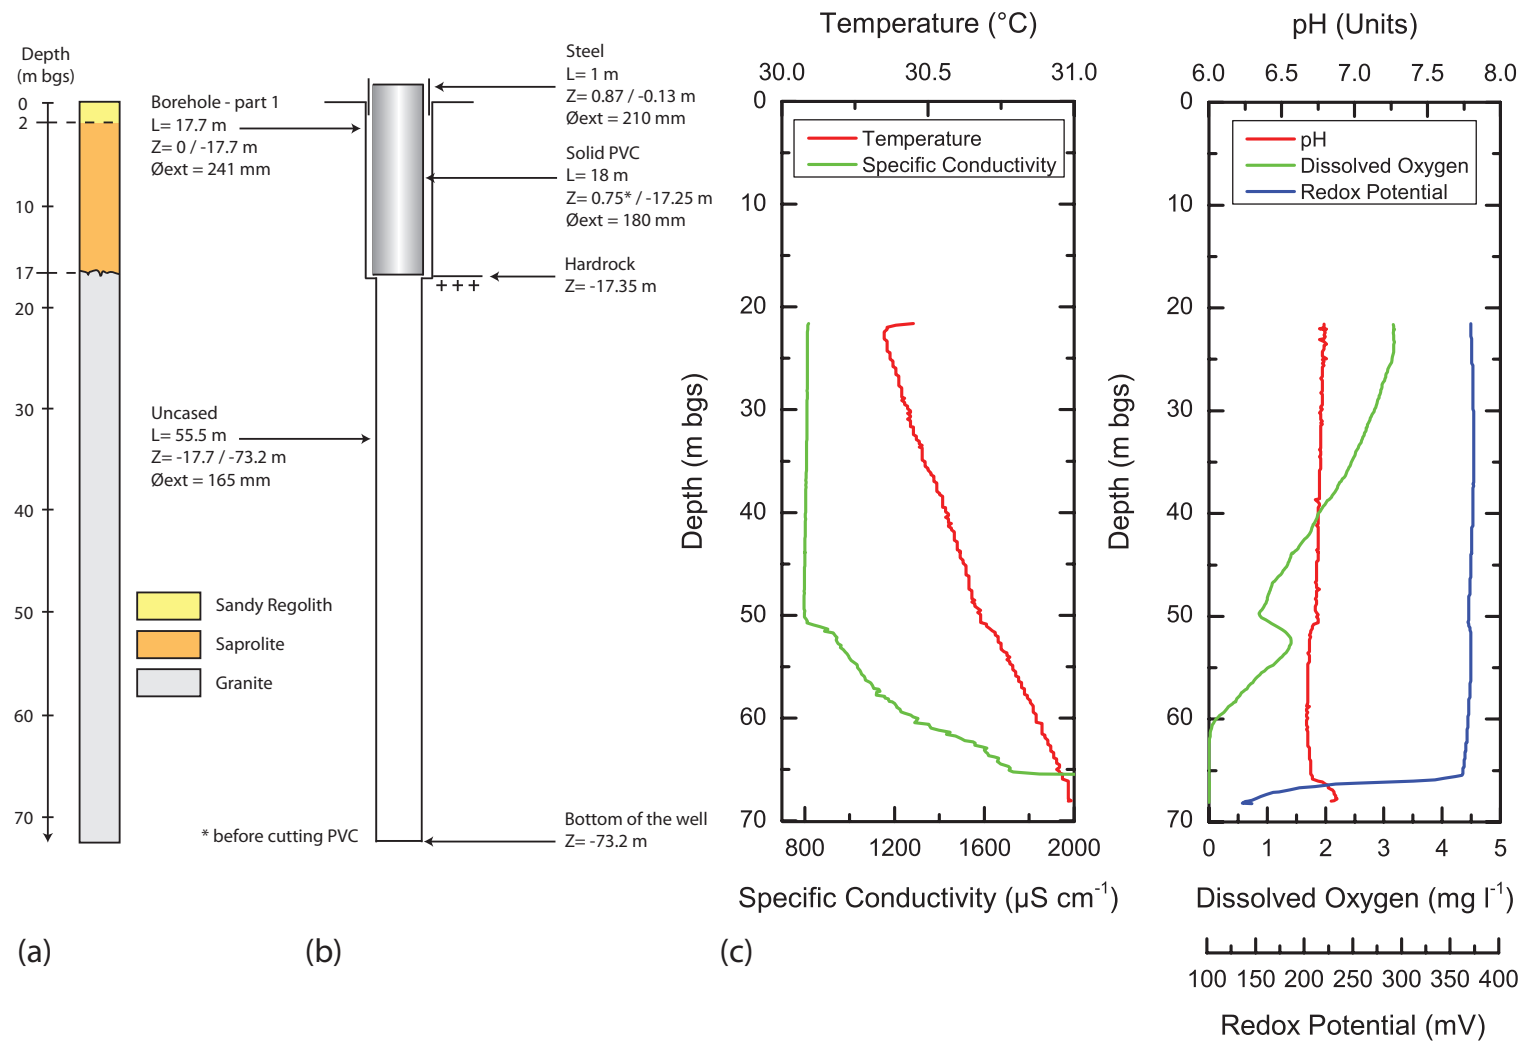 Depth
(m bgs)
0
2
10
17
20
30
40
50
60
70
Sandy Regolith
Saprolite
Granite
(a)
Borehole - part 1
L= 17.7 m
Z= 0 / -17.7 m
Øext = 241 mm
Uncased
L= 55.5 m
Z= -17.7 / -73.2 m
Øext = 165 mm
* before cutting PVC
Steel
L= 1 m
Z= 0.87 / -0.13 m
Øext = 210 mm
Solid PVC
L= 18 m
Z= 0.75* / -17.25 m
Øext = 180 mm
Hardrock
Z= -17.35 m
+ + +
Bottom of the well
Z= -73.2 m
(b)
Temperature (°C)
30.0 30.5 31.0
Temperature
Specific Conductivity
Depth (m bgs)
0
10
20
30
40
50
60
70
800 1200 1600 2000
Specific Conductivity (µS cm-1)
(c)
pH (Units)
6.0 6.5 7.0 7.5 8.0
pH
Dissolved Oxygen
Redox Potential
Depth (m bgs)
0
10
20
30
40
50
60
70
0 1 2 3 4 5
Dissolved Oxygen (mg l-1)
100 150 200 250 300 350 400
Redox Potential (mV)